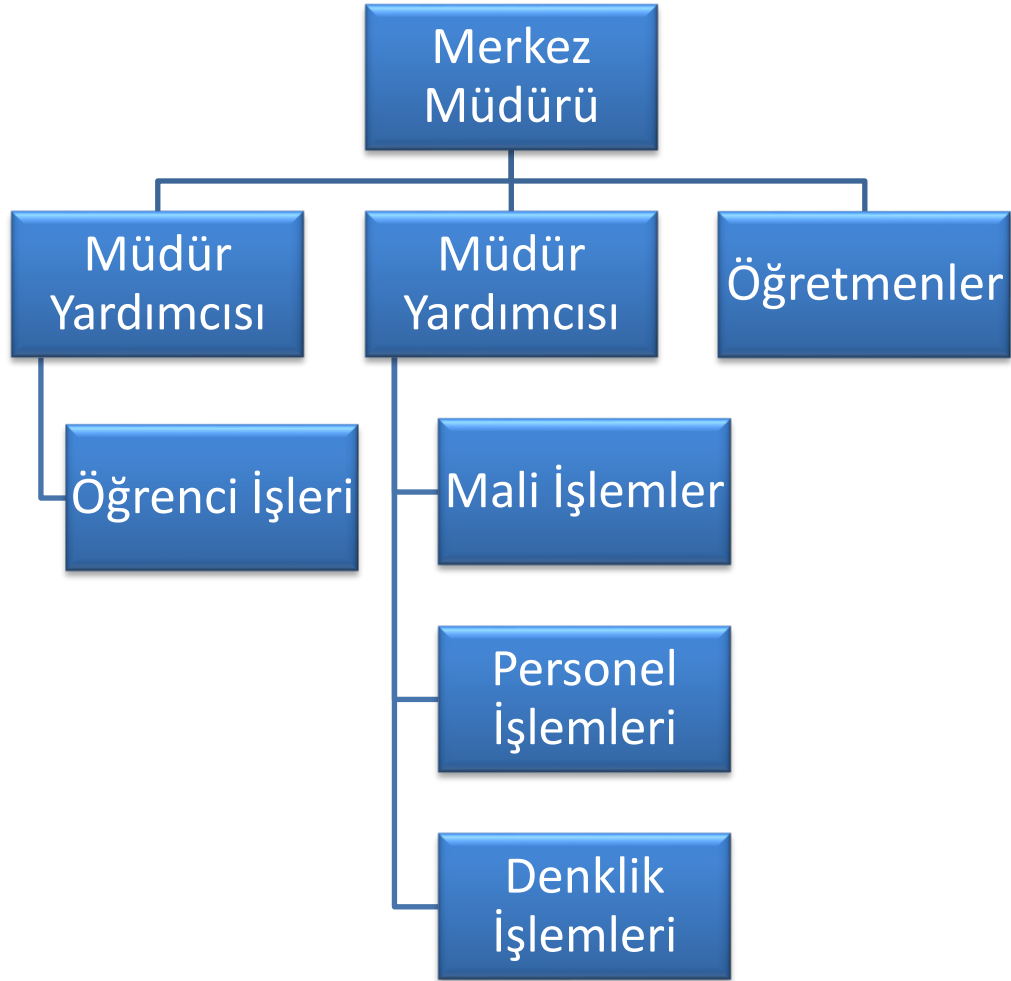 Merkez
Müdürü
Müdür
Yardımcısı
Müdür
Yardımcısı
Öğretmenler
Öğrenci İşleri
Mali İşlemler
Personel
İşlemleri
Denklik
İşlemleri